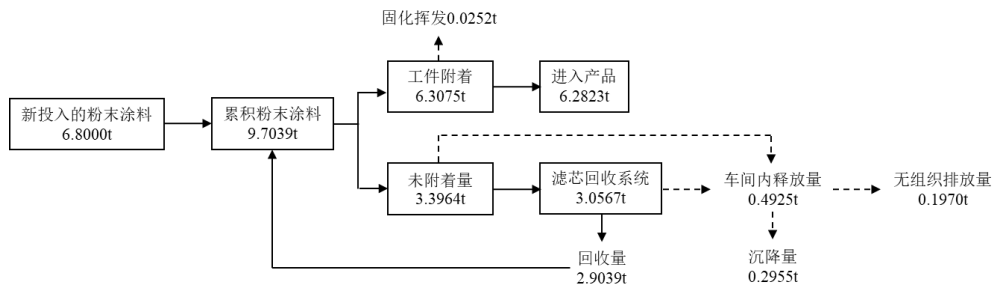 固化挥发0.0252t
工件附着
6.3075t
进入产品
6.2823t
新投入的粉末涂料
6.8000t
累积粉末涂料
9.7039t
未附着量
3.3964t
滤芯回收系统
3.0567t
车间内释放量
0.4925t
无组织排放量
0.1970t
回收量
2.9039t
沉降量
0.2955t